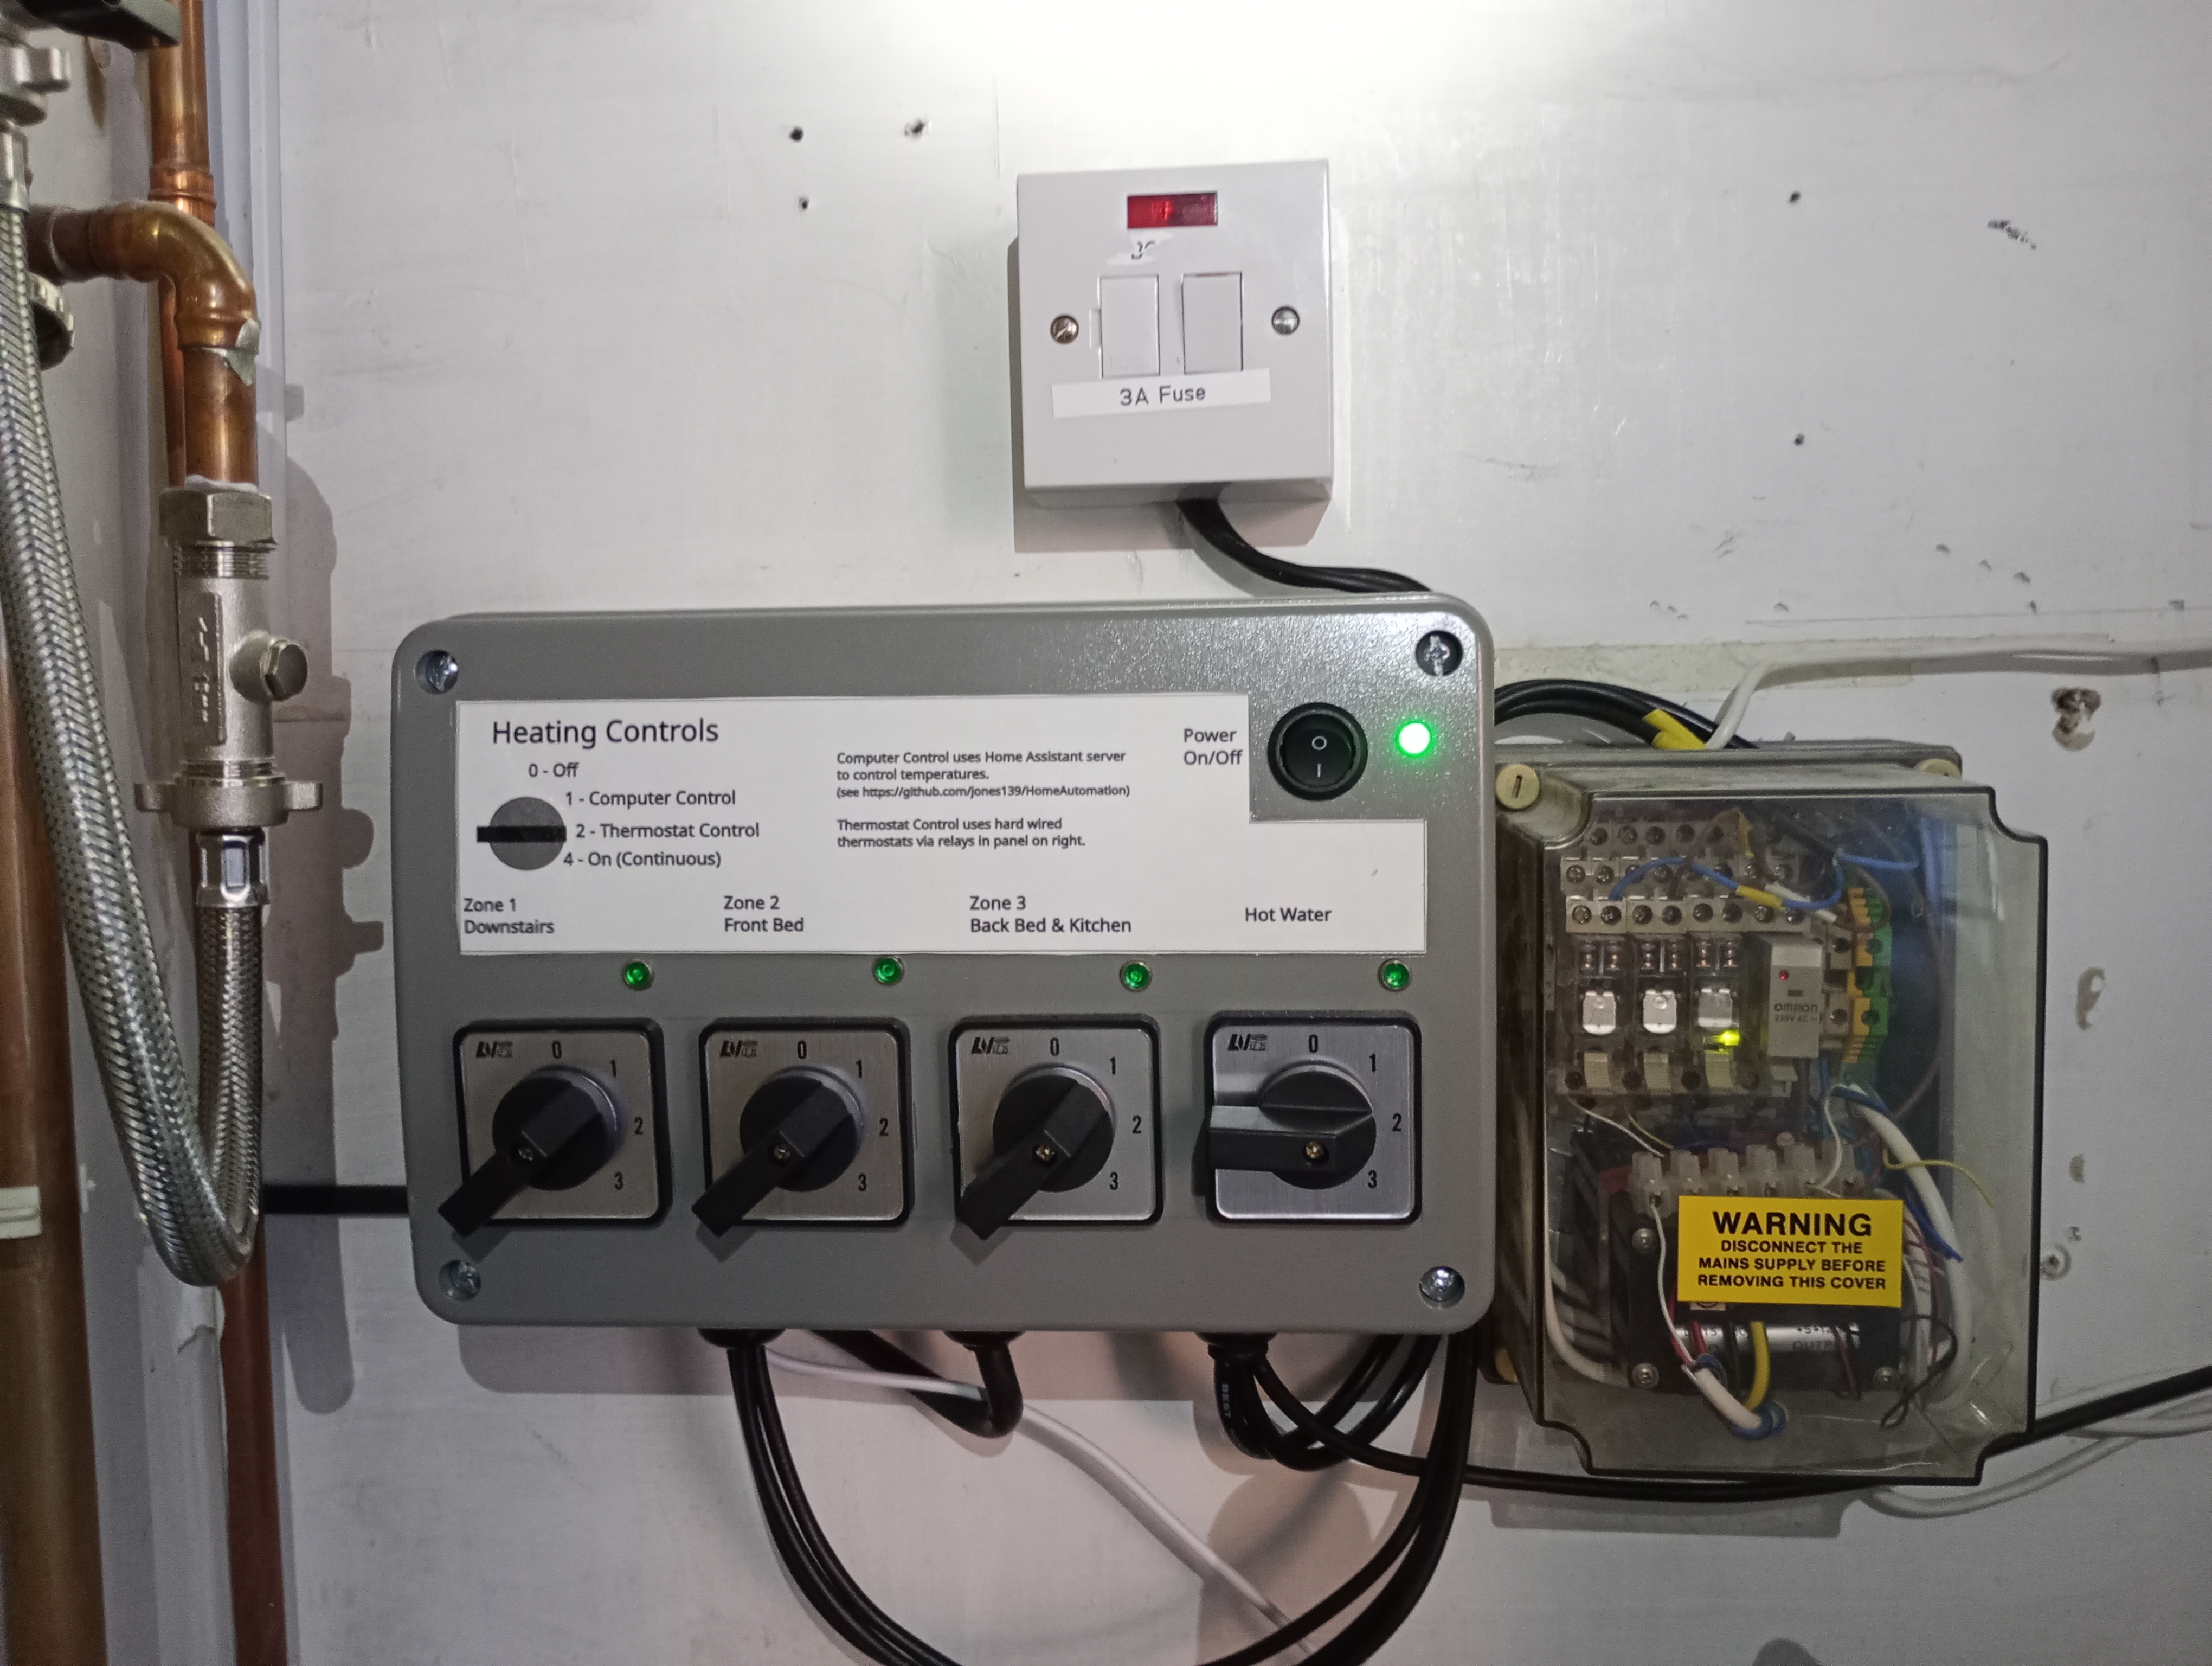 3A Fuse
Heating Controls
0 - Off
1 - Computer Control
2 - Thermostat Control
4 - On (Continuous)
Computer Control uses Home Assistant server
to control temperatures.
(see https://github.com/jones139/HomeAutomation)
Thermostat Control uses hard wired
thermostats via relays in panel on right.
Power
On/Off
O
I
Zone 1
Downstairs
Zone 2
Front Bed
Zone 3
Back Bed & Kitchen
Hot Water
0
1
2
3
0
1
2
3
0
1
2
3
0
1
2
3
OMRON
230V AC
WARNING
DISCONNECT THE
MAINS SUPPLY BEFORE
REMOVING THIS COVER
BEST